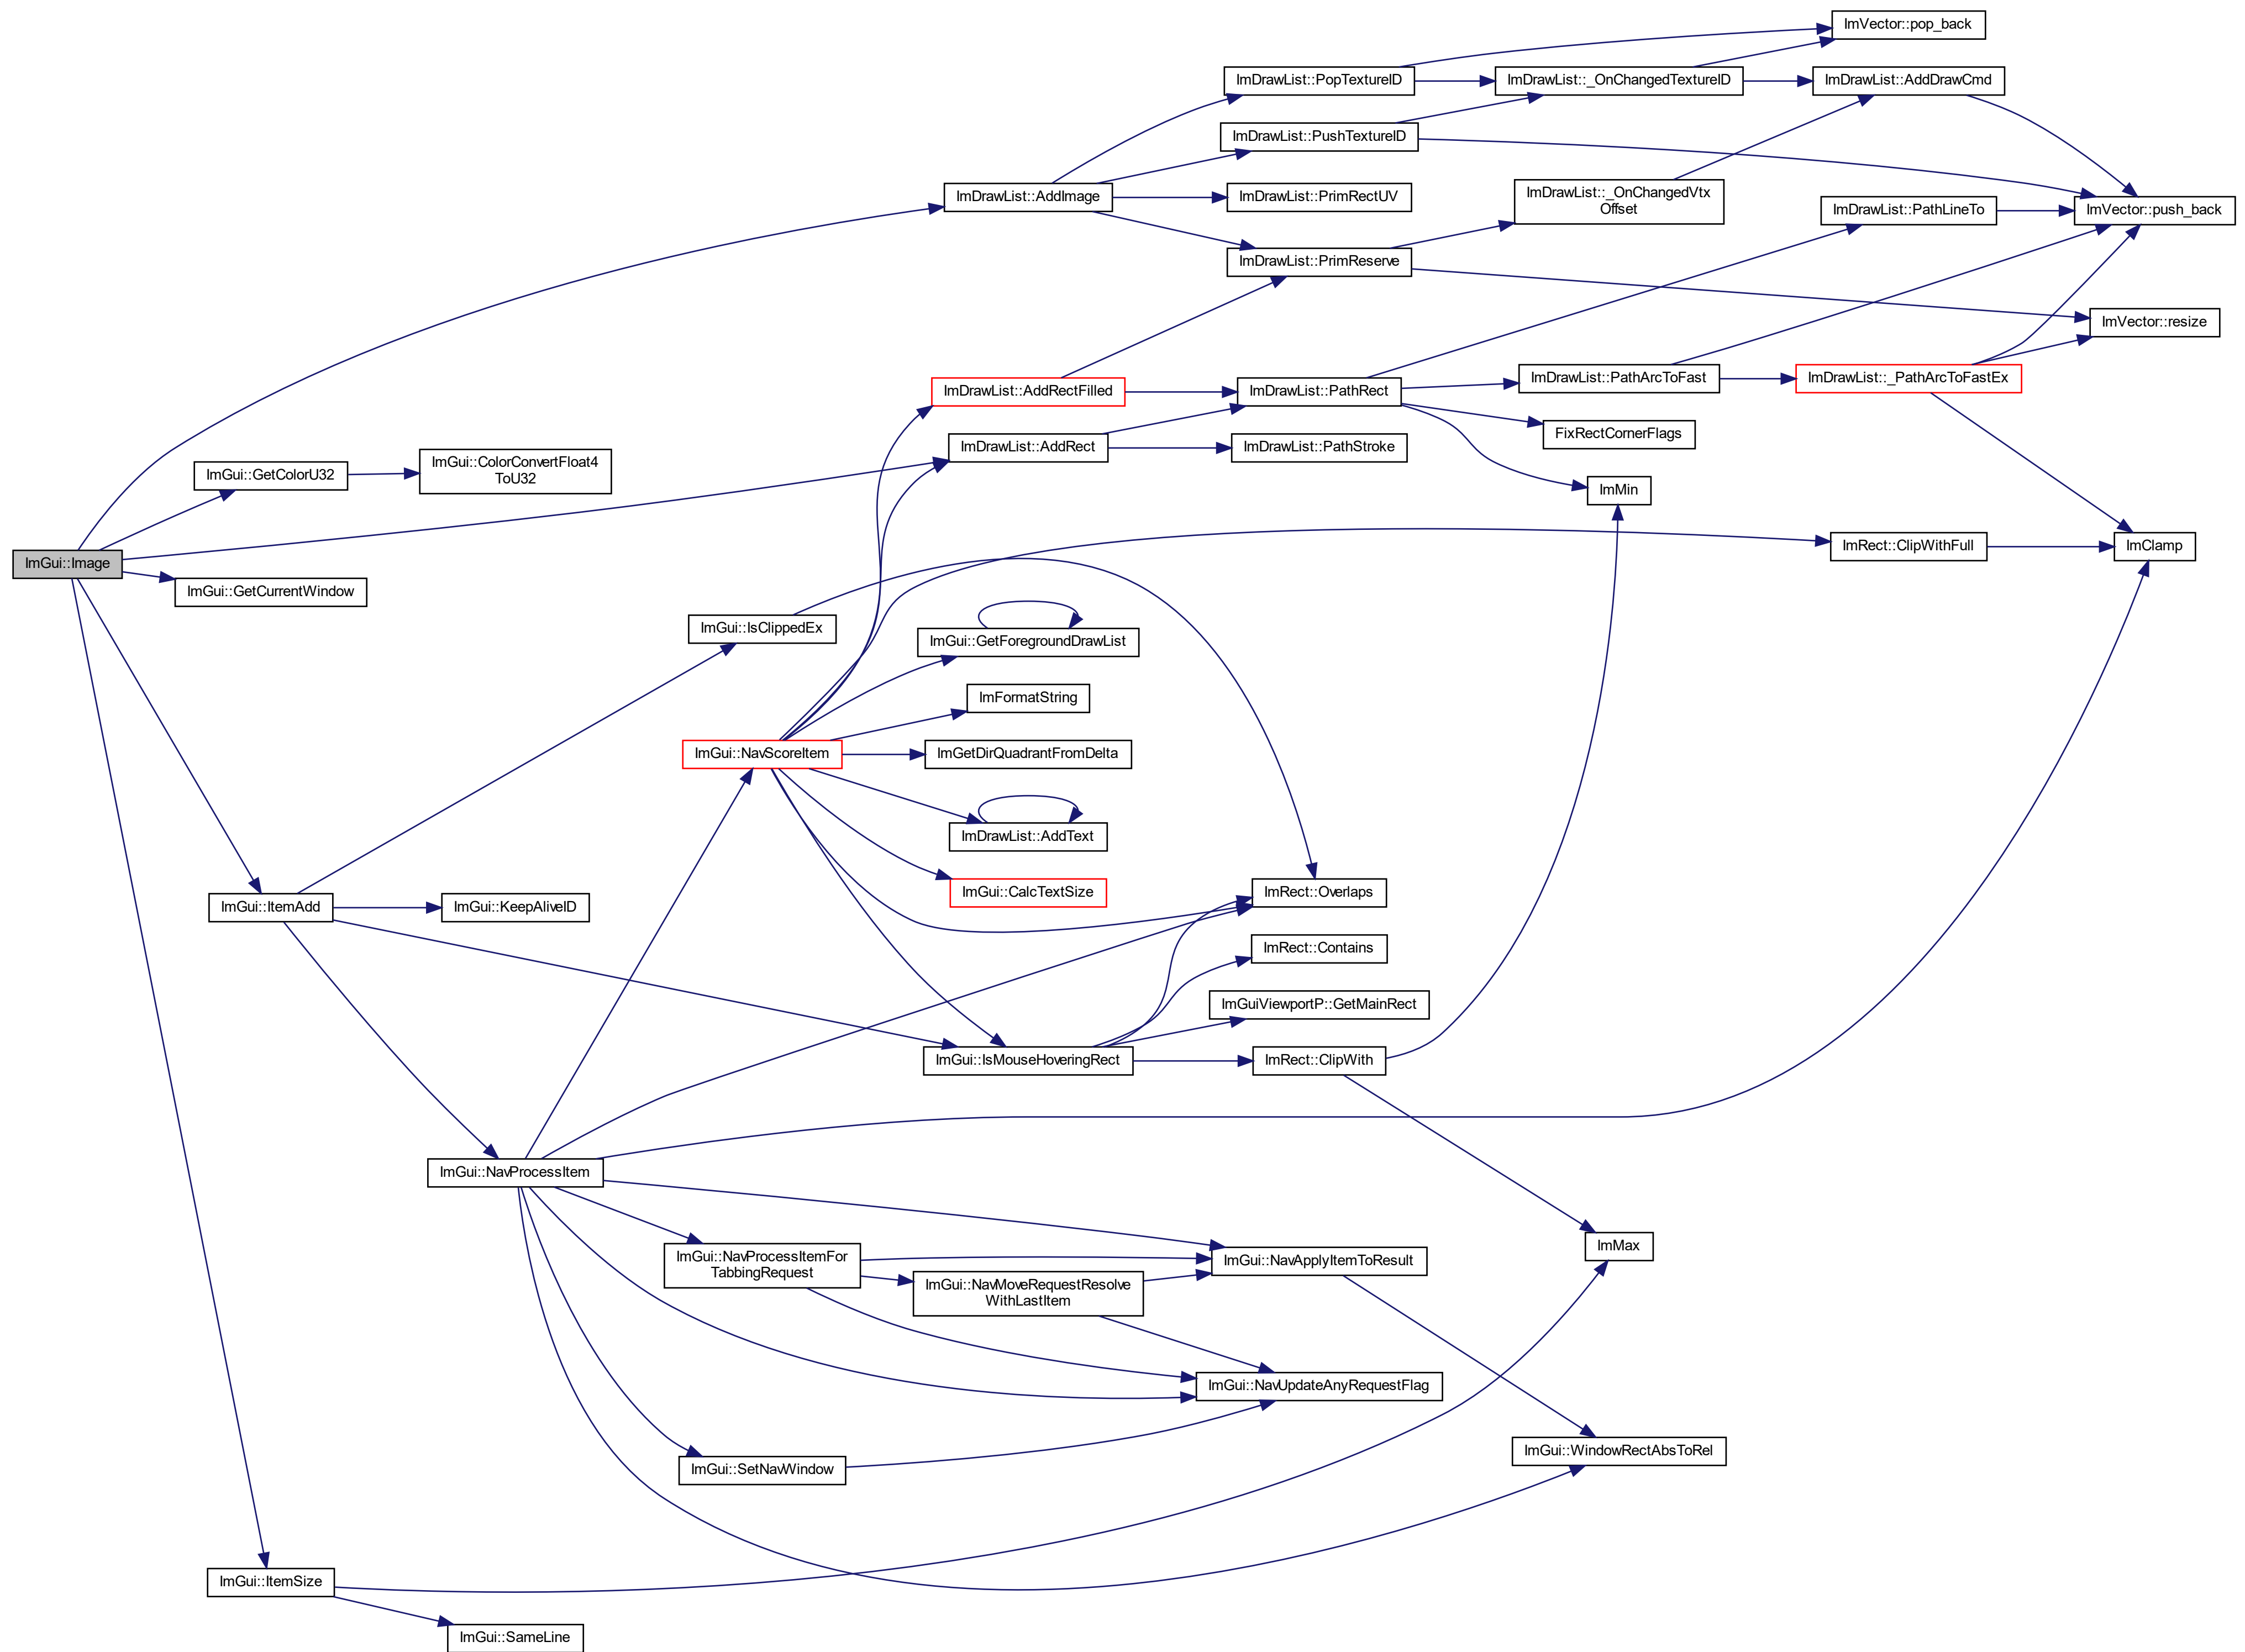 ImVector::pop_back
ImDrawList::PopTextureID
ImDrawList::_OnChangedTextureID
ImDrawList::AddDrawCmd
ImDrawList::PushTextureID
ImDrawList::AddImage
ImDrawList::PrimRectUV
ImDrawList::_OnChangedVtx
Offset
ImDrawList::PathLineTo
ImVector::push_back
ImDrawList::PrimReserve
ImVector::resize
ImDrawList::AddRectFilled
ImDrawList::PathRect
ImDrawList::PathArcToFast
ImDrawList::_PathArcToFastEx
FixRectCornerFlags
ImDrawList::AddRect
ImDrawList::PathStroke
ImGui::GetColorU32
ImGui::ColorConvertFloat4
ToU32
ImMin
ImRect::ClipWithFull
ImClamp
ImGui::Image
ImGui::GetCurrentWindow
ImGui::IsClippedEx
ImGui::GetForegroundDrawList
ImFormatString
ImGui::NavScoreItem
ImGetDirQuadrantFromDelta
ImDrawList::AddText
ImGui::CalcTextSize
ImRect::Overlaps
ImGui::ItemAdd
ImGui::KeepAliveID
ImRect::Contains
ImGuiViewportP::GetMainRect
ImGui::IsMouseHoveringRect
ImRect::ClipWith
ImGui::NavProcessItem
ImGui::NavProcessItemFor
TabbingRequest
ImGui::NavApplyItemToResult
ImMax
ImGui::NavMoveRequestResolve
WithLastItem
ImGui::NavUpdateAnyRequestFlag
ImGui::SetNavWindow
ImGui::WindowRectAbsToRel
ImGui::ItemSize
ImGui::SameLine